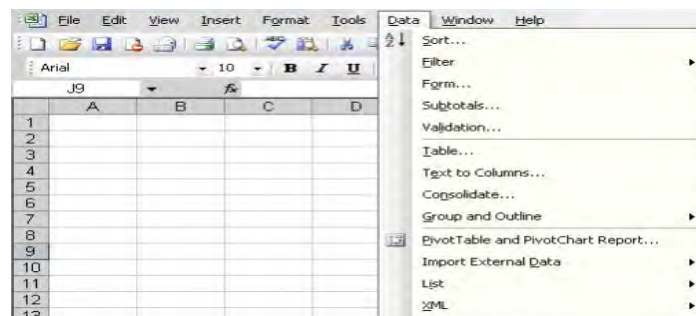 File Edit View Insert Format Tools Data Window Help
Arial 10 B I U
J9 fx
A B C D
1
2
3
4
5
6
7
8
9
10
11
12
13
Sort...
Filter
Form...
Subtotals...
Validation...
Table...
Text to Columns...
Consolidate...
Group and Outline
PivotTable and PivotChart Report...
Import External Data
List
XML